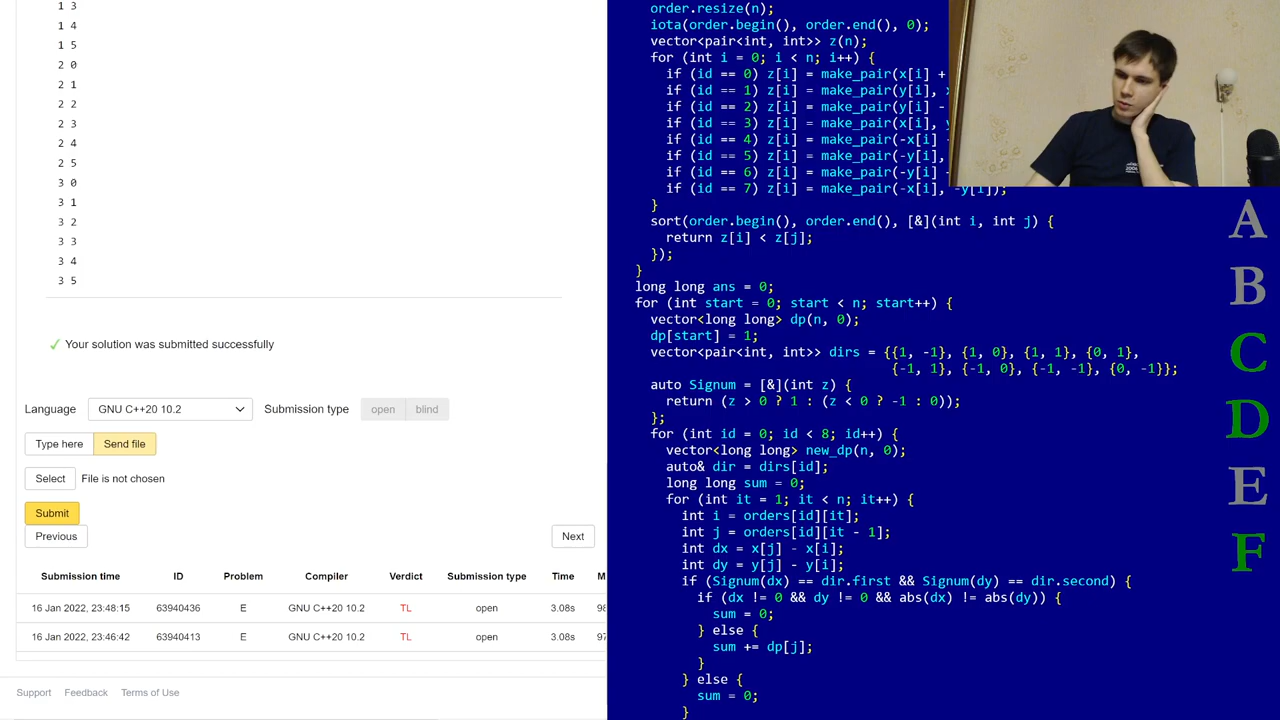 1 3
1 4
1 5
2 0
2 1
2 2
2 3
2 4
2 5
3 0
3 1
3 2
3 3
3 4
3 5
Your solution was submitted successfully
Language
GNU C++20 10.2
Submission type
open
blind
Type here
Send file
Select
File is not chosen
Submit
Previous
Next
Submission time ID Problem Compiler Verdict Submission type Time
16 Jan 2022, 23:48:15 63940436 E GNU C++20 10.2 TL open 3.08s 98
16 Jan 2022, 23:46:42 63940413 E GNU C++20 10.2 TL open 3.08s 97
Support Feedback Terms of Use
order.resize(n);
iota(order.begin(), order.end(), 0);
vector<pair<int, int>> z(n);
for (int i = 0; i < n; i++) {
if (id == 0) z[i] = make_pair(x[i] +
if (id == 1) z[i] = make_pair(y[i],
if (id == 2) z[i] = make_pair(y[i] -
if (id == 3) z[i] = make_pair(x[i],
if (id == 4) z[i] = make_pair(-x[i]
if (id == 5) z[i] = make_pair(-y[i],
if (id == 6) z[i] = make_pair(-y[i]
if (id == 7) z[i] = make_pair(-x[i], -y[i]);
}
sort(order.begin(), order.end(), [&](int i, int j) {
return z[i] < z[j];
});
}
long long ans = 0;
for (int start = 0; start < n; start++) {
vector<long long> dp(n, 0);
dp[start] = 1;
vector<pair<int, int>> dirs = {{1, -1}, {1, 0}, {1, 1}, {0, 1},
{-1, 1}, {-1, 0}, {-1, -1}, {0, -1}};
auto Signum = [&](int z) {
return (z > 0 ? 1 : (z < 0 ? -1 : 0));
};
for (int id = 0; id < 8; id++) {
vector<long long> new_dp(n, 0);
auto& dir = dirs[id];
long long sum = 0;
for (int it = 1; it < n; it++) {
int i = orders[id][it];
int j = orders[id][it - 1];
int dx = x[j] - x[i];
int dy = y[j] - y[i];
if (Signum(dx) == dir.first && Signum(dy) == dir.second) {
if (dx != 0 && dy != 0 && abs(dx) != abs(dy)) {
sum = 0;
} else {
sum += dp[j];
}
} else {
sum = 0;
}
A
B
C
D
E
F